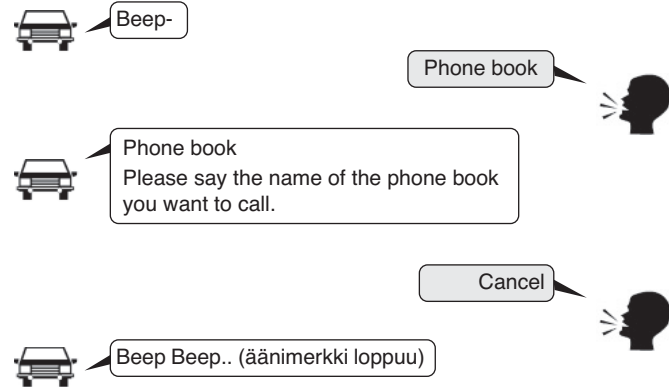 Beep-
Phone book
Phone book
Please say the name of the phone book
you want to call.
Cancel
Beep Beep.. (äänimerkki loppuu)